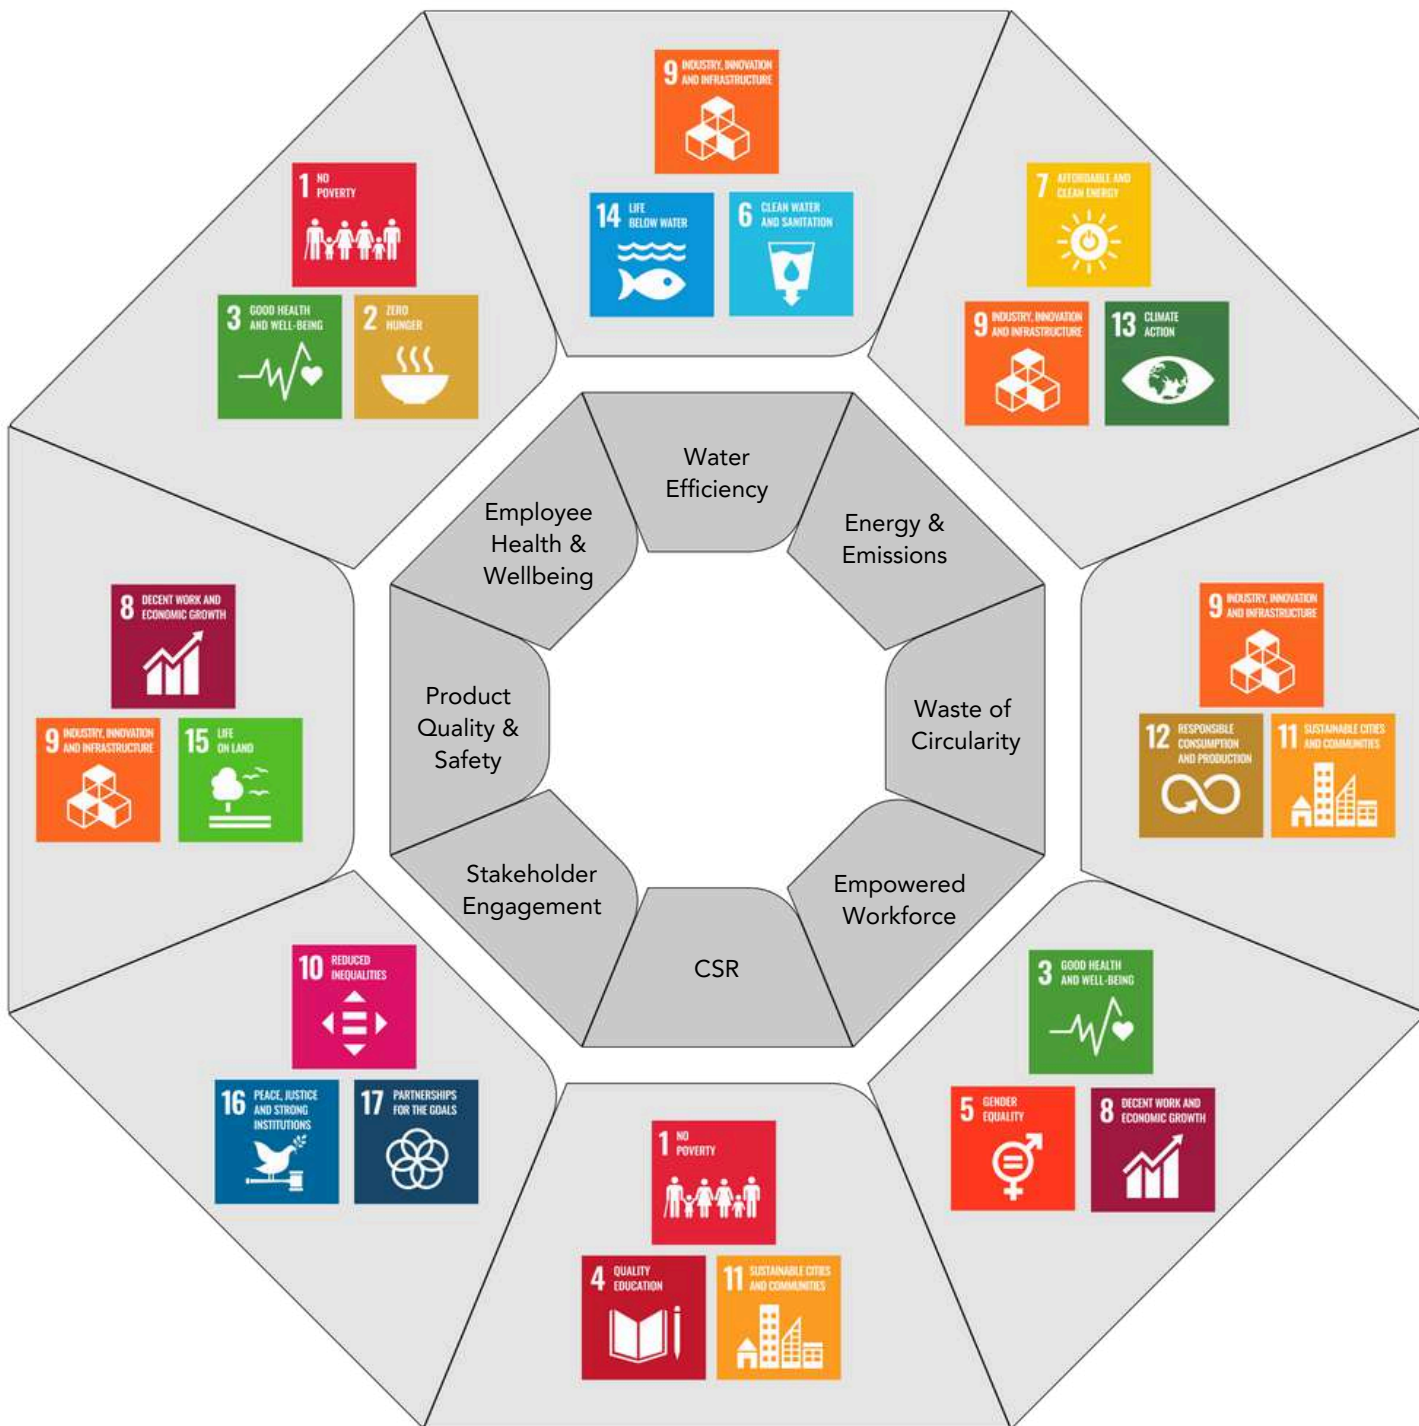 9 INDUSTRY, INNOVATION
AND INFRASTRUCTURE
14 LIFE
BELOW WATER
6 CLEAN WATER
AND SANITATION
1 NO
POVERTY
3 GOOD HEALTH
AND WELL-BEING
2 ZERO
HUNGER
7 AFFORDABLE AND
CLEAN ENERGY
9 INDUSTRY, INNOVATION
AND INFRASTRUCTURE
13 CLIMATE
ACTION
Water
Efficiency
Employee
Health &
Wellbeing
Energy &
Emissions
8 DECENT WORK AND
ECONOMIC GROWTH
9 INDUSTRY, INNOVATION
AND INFRASTRUCTURE
15 LIFE
ON LAND
Product
Quality &
Safety
Waste of
Circularity
9 INDUSTRY, INNOVATION
AND INFRASTRUCTURE
12 RESPONSIBLE
CONSUMPTION
AND PRODUCTION
11 SUSTAINABLE CITIES
AND COMMUNITIES
Stakeholder
Engagement
CSR
Empowered
Workforce
10 REDUCED
INEQUALITIES
16 PEACE, JUSTICE
AND STRONG
INSTITUTIONS
17 PARTNERSHIPS
FOR THE GOALS
3 GOOD HEALTH
AND WELL-BEING
5 GENDER
EQUALITY
8 DECENT WORK AND
ECONOMIC GROWTH
1 NO
POVERTY
4 QUALITY
EDUCATION
11 SUSTAINABLE CITIES
AND COMMUNITIES